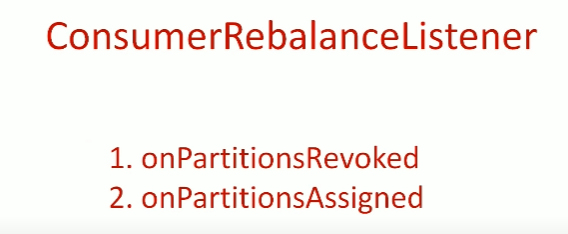 ConsumerRebalanceListener
1. onPartitionsRevoked
2. onPartitionsAssigned